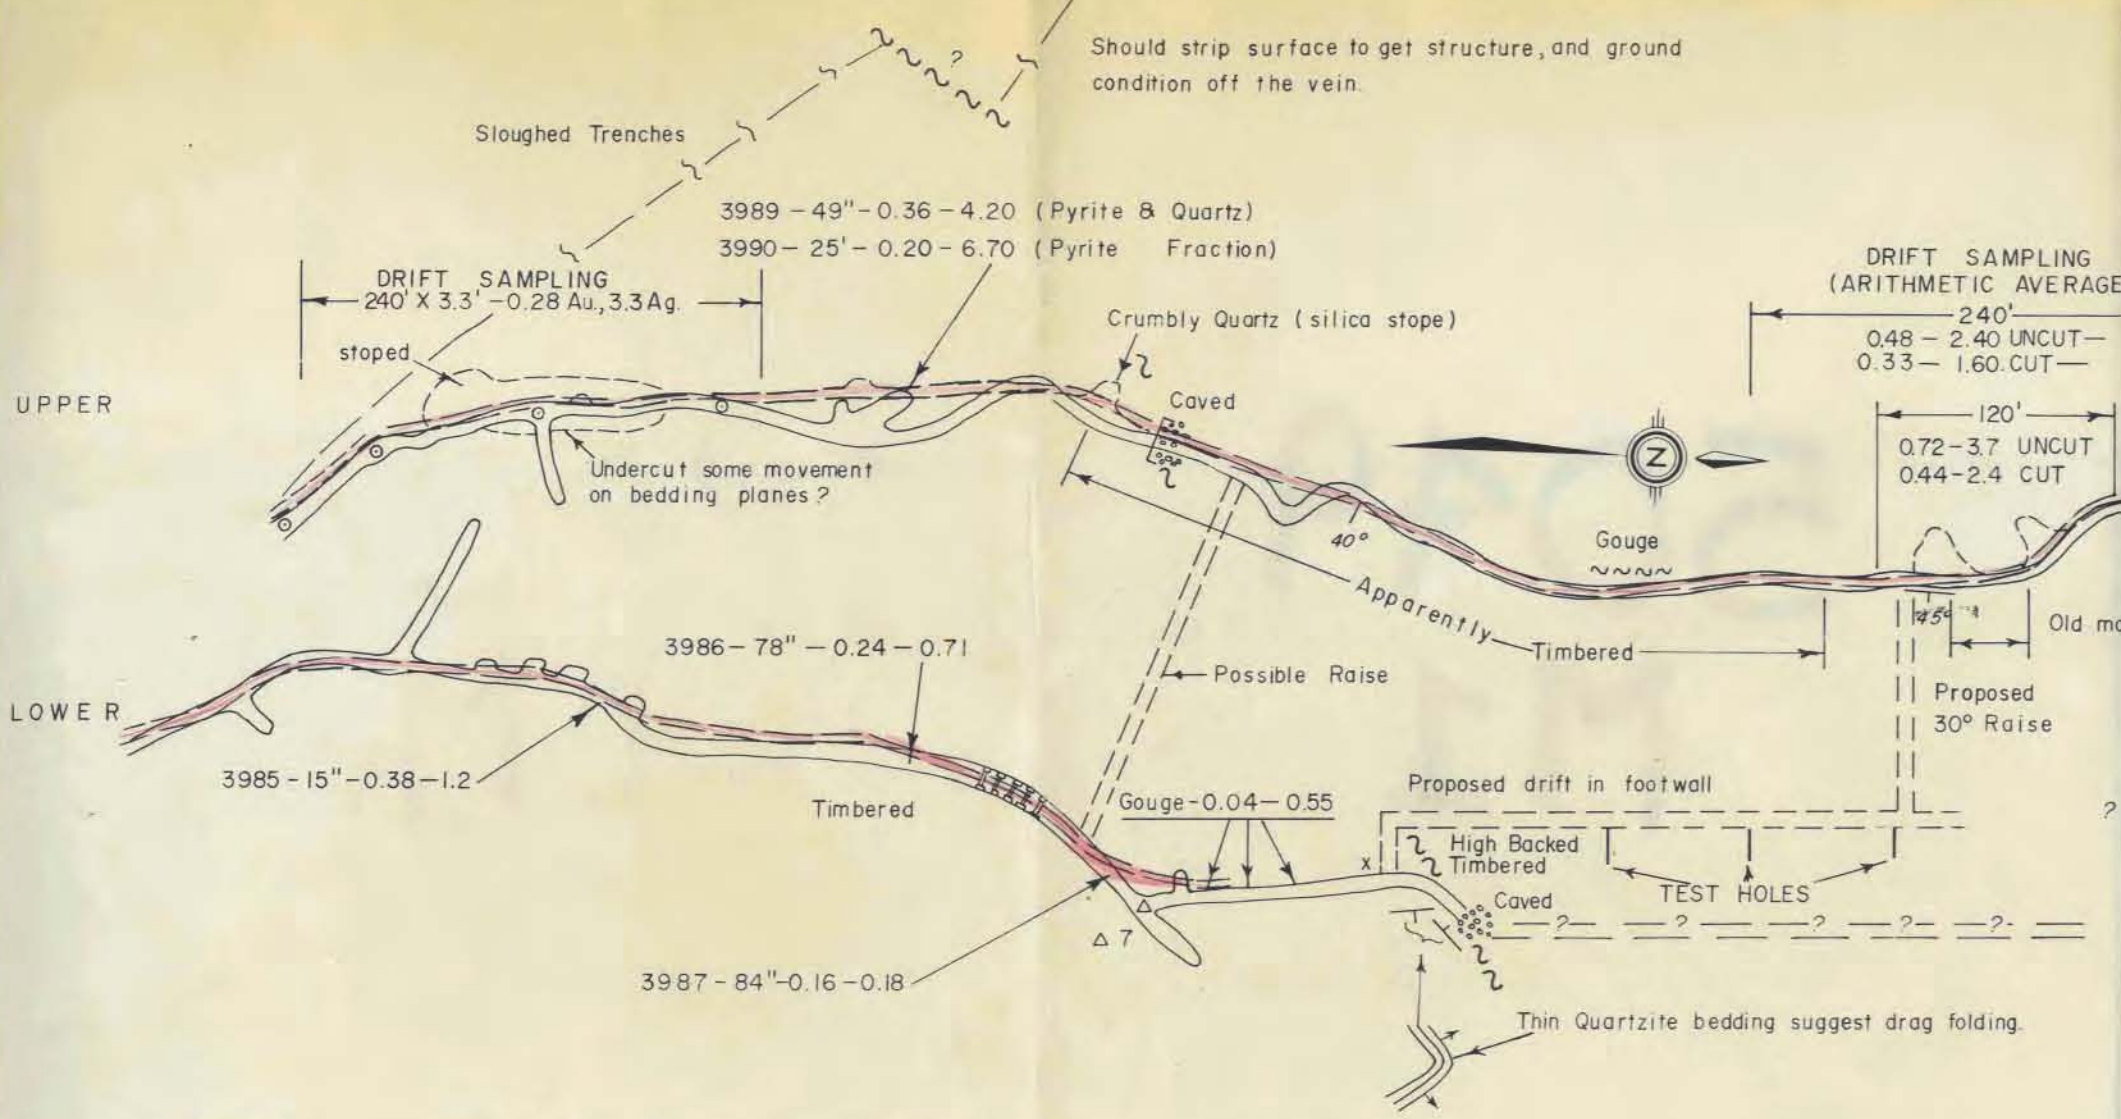 Should strip surface to get structure, and ground
condition off the vein.
Sloughed Trenches
?
3989 - 49" - 0.36 - 4.20 (Pyrite & Quartz)
3990 - 25' - 0.20 - 6.70 (Pyrite Fraction)
DRIFT SAMPLING
240' X 3.3' - 0.28 Au., 3.3 Ag.
DRIFT SAMPLING
(ARITHMETIC AVERAGE
240'
0.48 - 2.40 UNCUT
0.33 - 1.60. CUT
Crumbly Quartz (silica stope)
stoped
UPPER
Caved
120'
0.72-3.7 UNCUT
0.44-2.4 CUT
Z
Undercut some movement
on bedding planes?
40°
Gouge
Apparently
Timbered
45°
Old
3986 - 78" - 0.24 - 0.71
Possible Raise
Proposed
30° Raise
LOWER
3985 - 15" - 0.38 - 1.2
Timbered
Gouge - 0.04 - 0.55
Proposed drift in footwall
?
High Backed
Timbered
x
TEST HOLES
Caved
? ? ? ? ?
7
3987 - 84" - 0.16 - 0.18
Thin Quartzite bedding suggest drag folding.